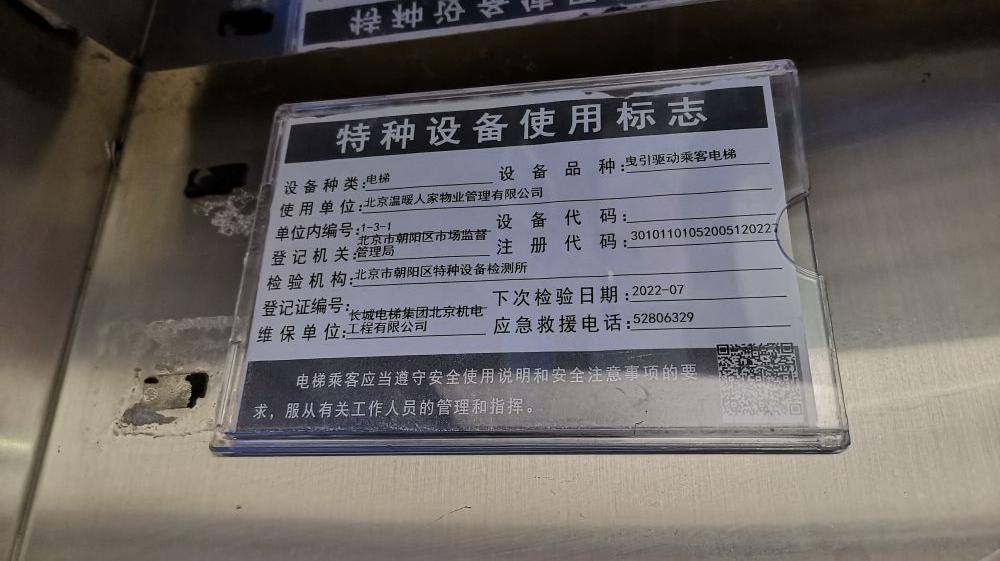 特种设备使用
特种设备使用标志
设备种类:电梯 设备品种:曳引驱动乘客电梯
使用单位:北京温暖人家物业管理有限公司
单位内编号:1-3-1 设备代码:
登记机关:北京市朝阳区市场监督管理局 注册代码:30101101052005120227
检验机构:北京市朝阳区特种设备检测所
登记证编号: 下次检验日期:2022-07
维保单位:长城电梯集团北京机电工程有限公司 应急救援电话:52806329
电梯乘客应当遵守安全使用说明和安全注意事项的要
求，服从有关工作人员的管理和指挥。